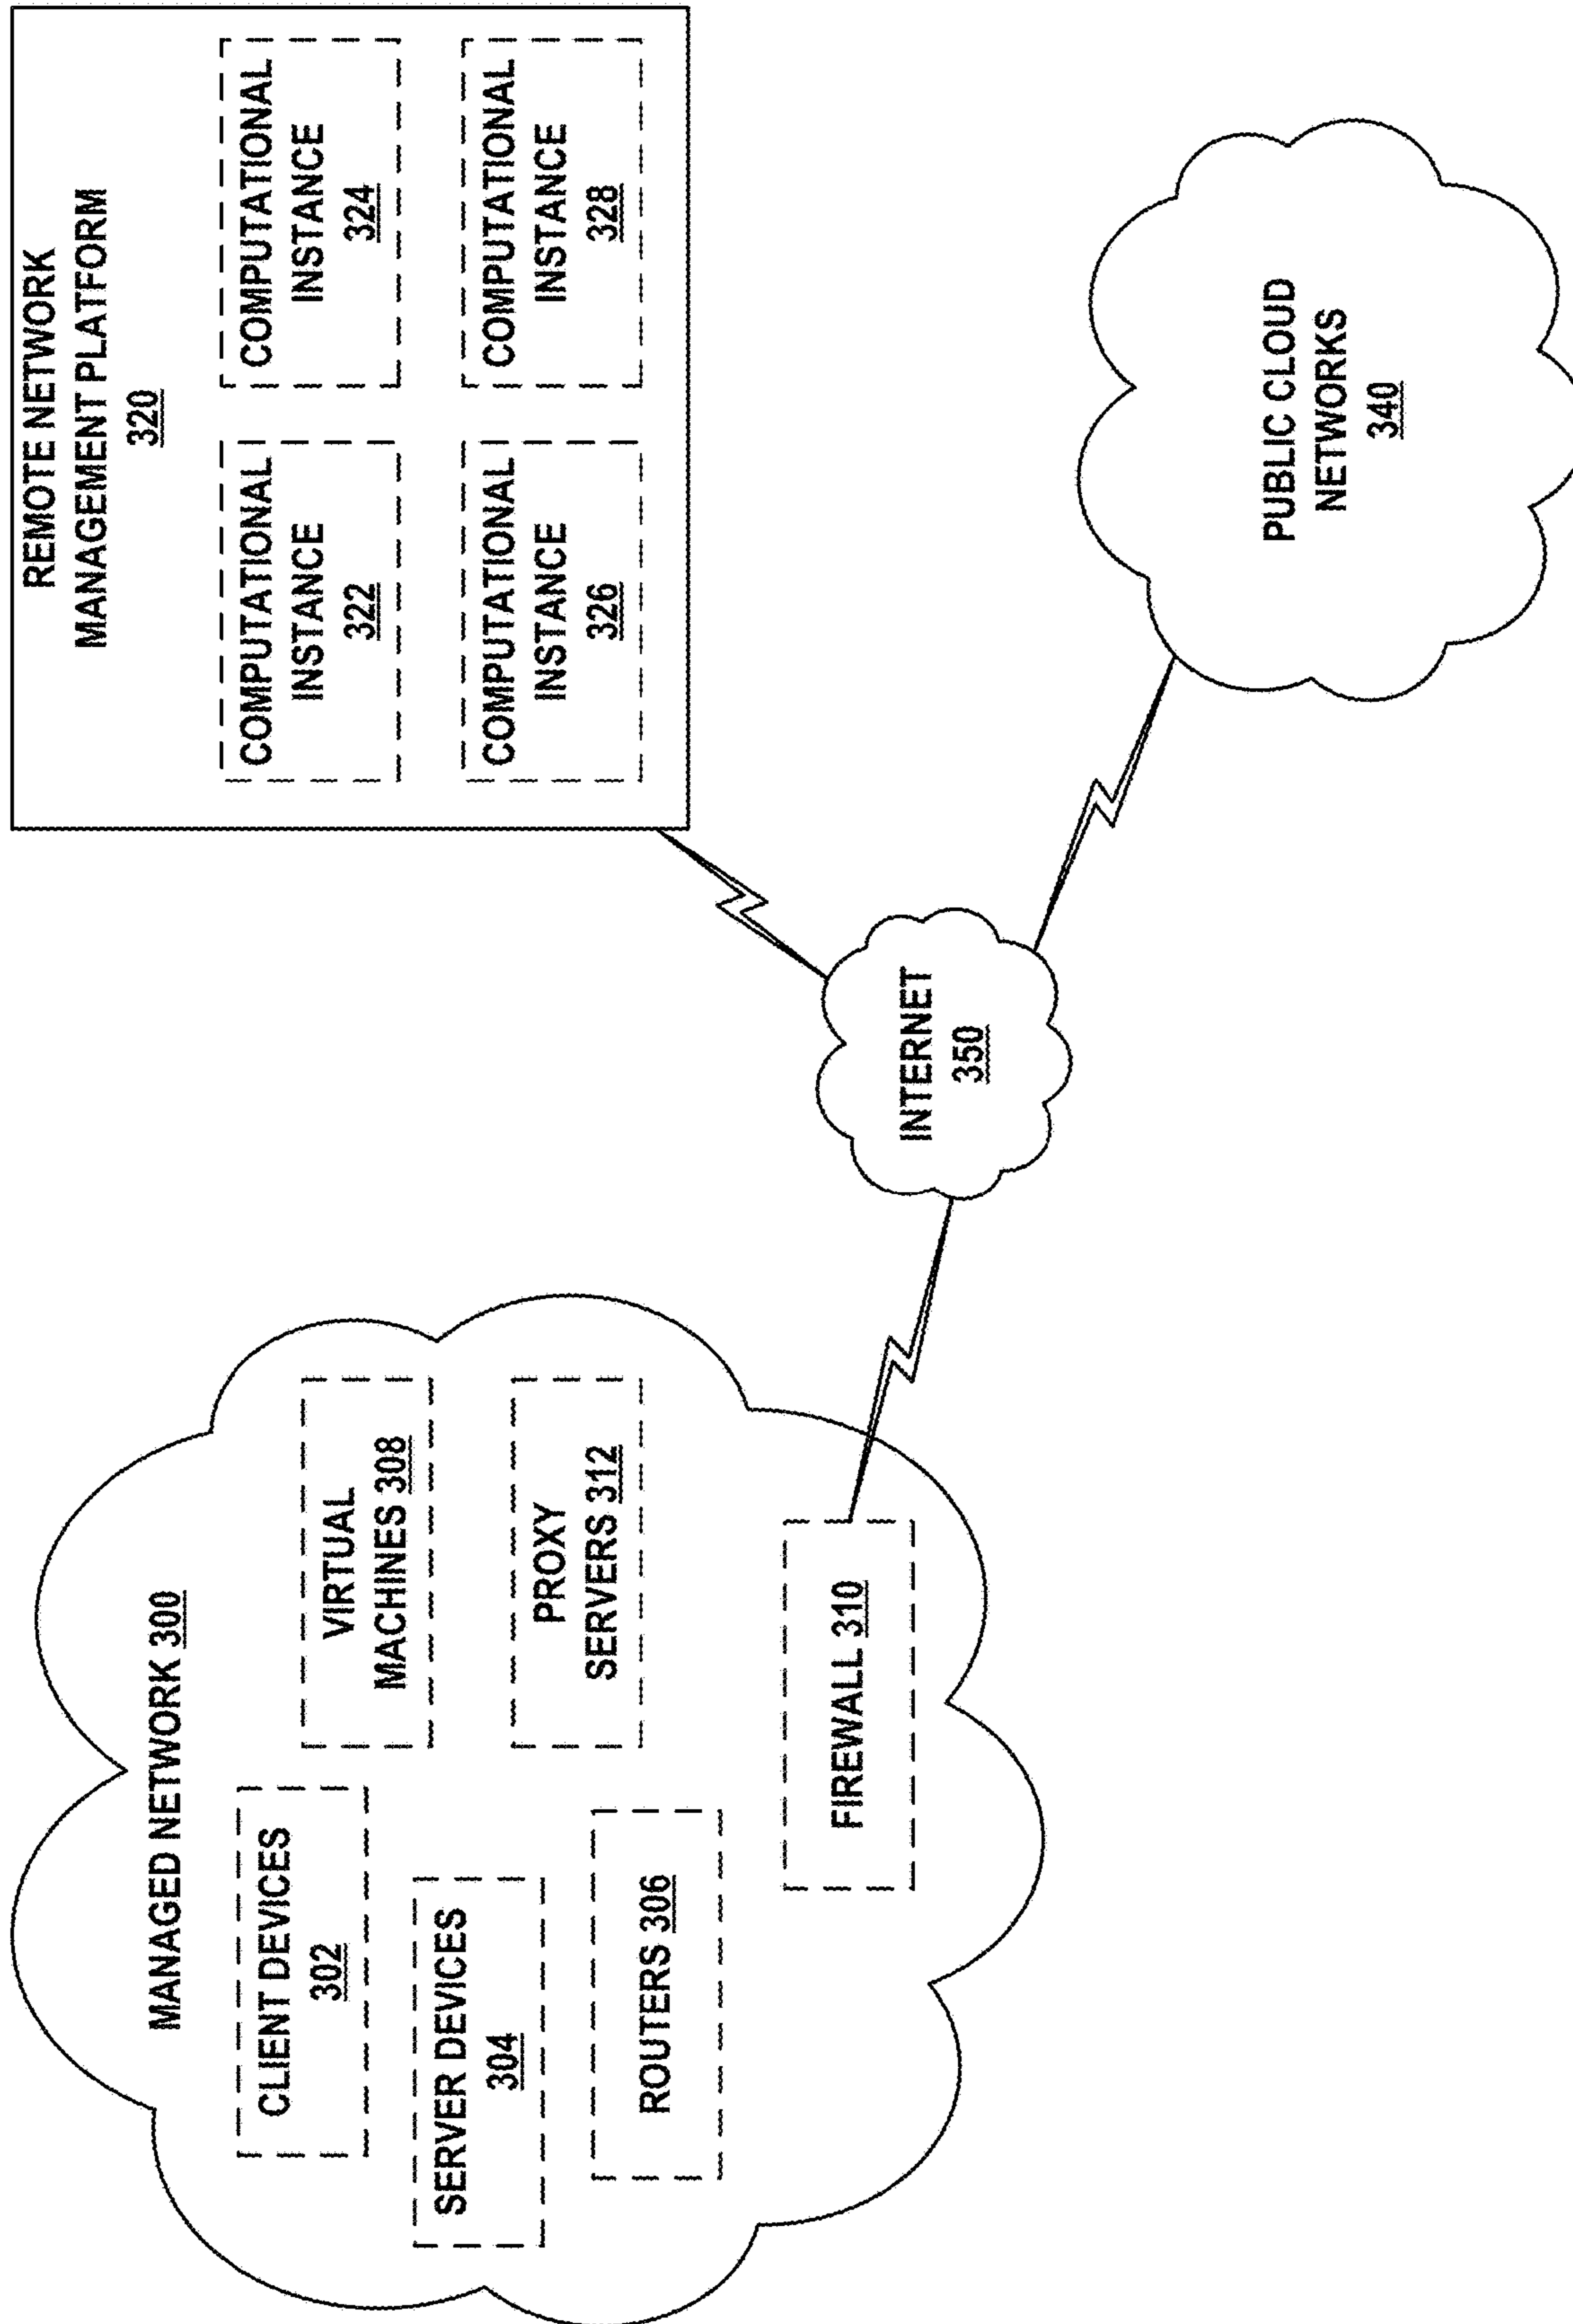 MANAGED NETWORK 300
CLIENT DEVICES
302
SERVER DEVICES
304
ROUTERS 306
VIRTUAL
MACHINES 308
PROXY
SERVERS 312
FIREWALL 310
INTERNET
350
REMOTE NETWORK
MANAGEMENT PLATFORM
320
COMPUTATIONAL
INSTANCE
322
COMPUTATIONAL
INSTANCE
324
COMPUTATIONAL
INSTANCE
326
COMPUTATIONAL
INSTANCE
328
PUBLIC CLOUD
NETWORKS
340